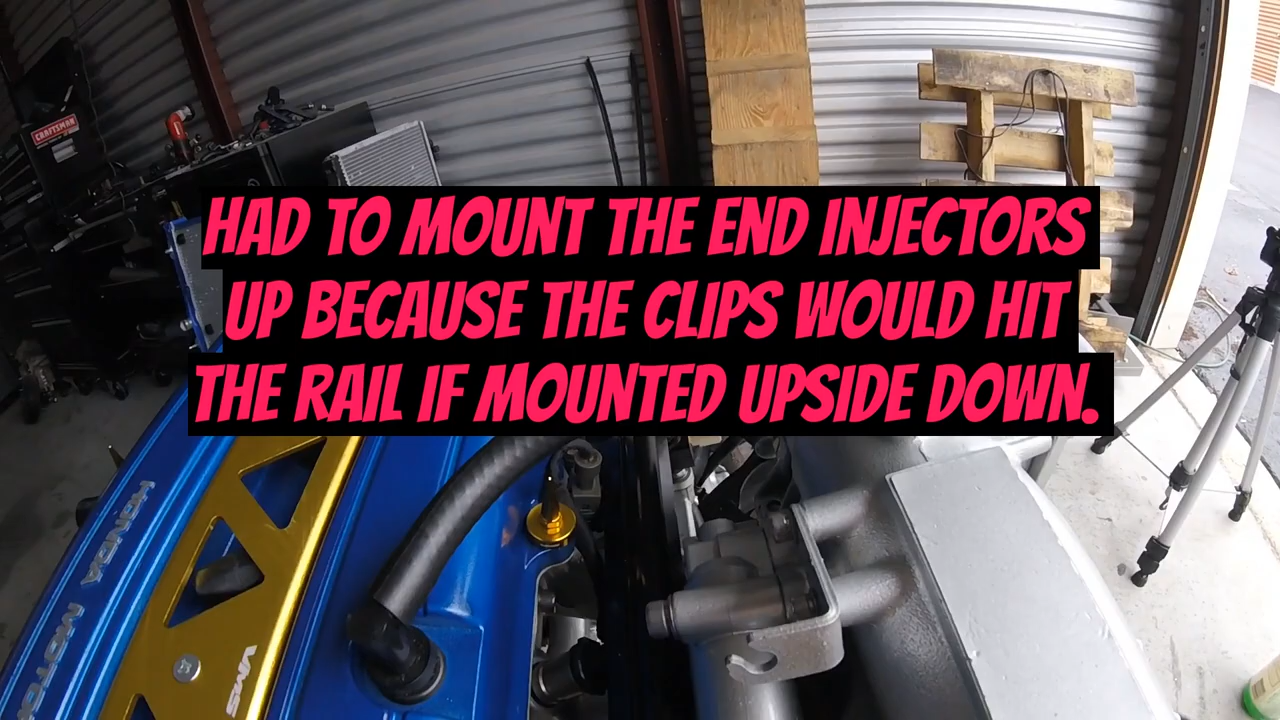 CRAFTSMAN
HAD TO MOUNT THE END INJECTORS
UP BECAUSE THE CLIPS WOULD HIT
THE RAIL IF MOUNTED UPSIDE DOWN.
HONDA MOTOR
VMS